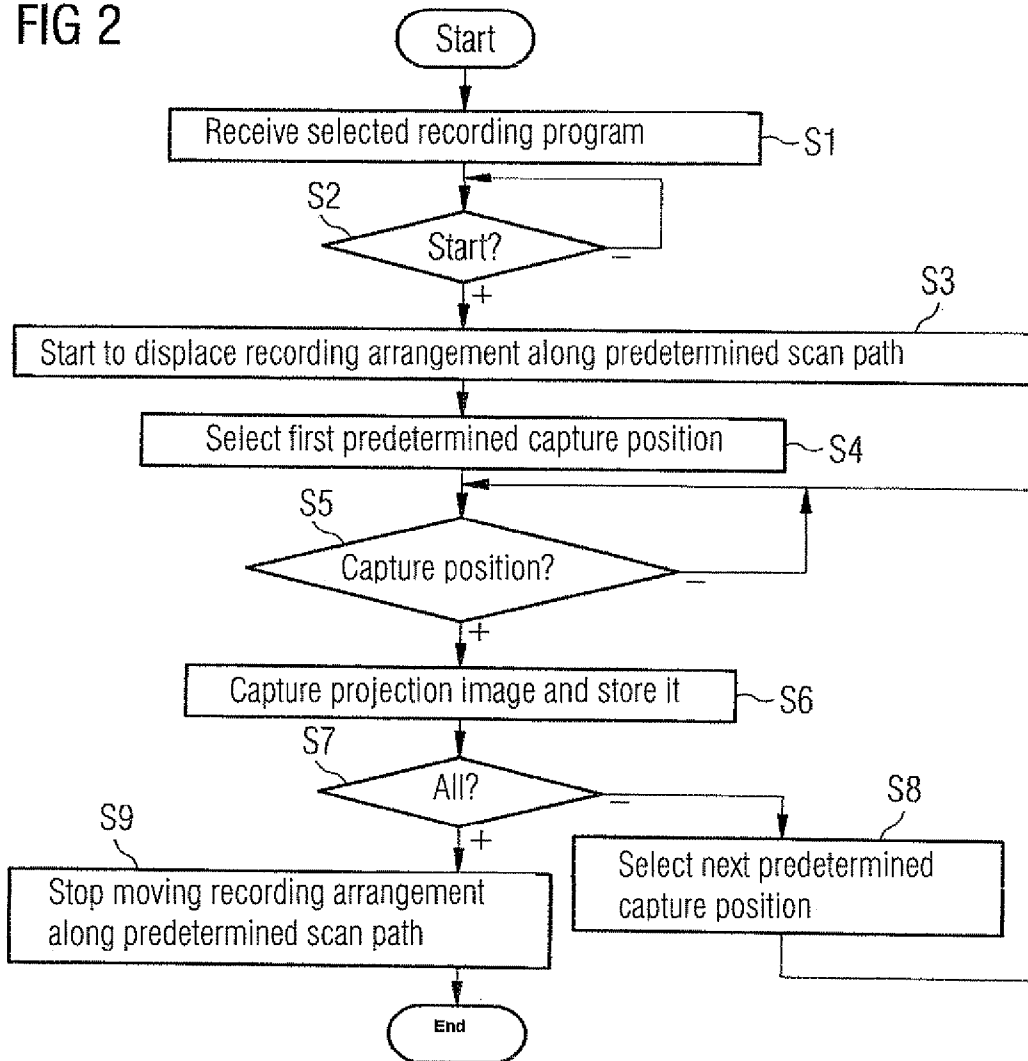 FIG 2
Start
Receive selected recording program
S1
S2
Start?
−
+
S3
Start to displace recording arrangement along predetermined scan path
Select first predetermined capture position
S4
S5
Capture position?
−
+
Capture projection image and store it
S6
S7
All?
−
+
S8
Select next predetermined
capture position
S9
Stop moving recording arrangement
along predetermined scan path
End